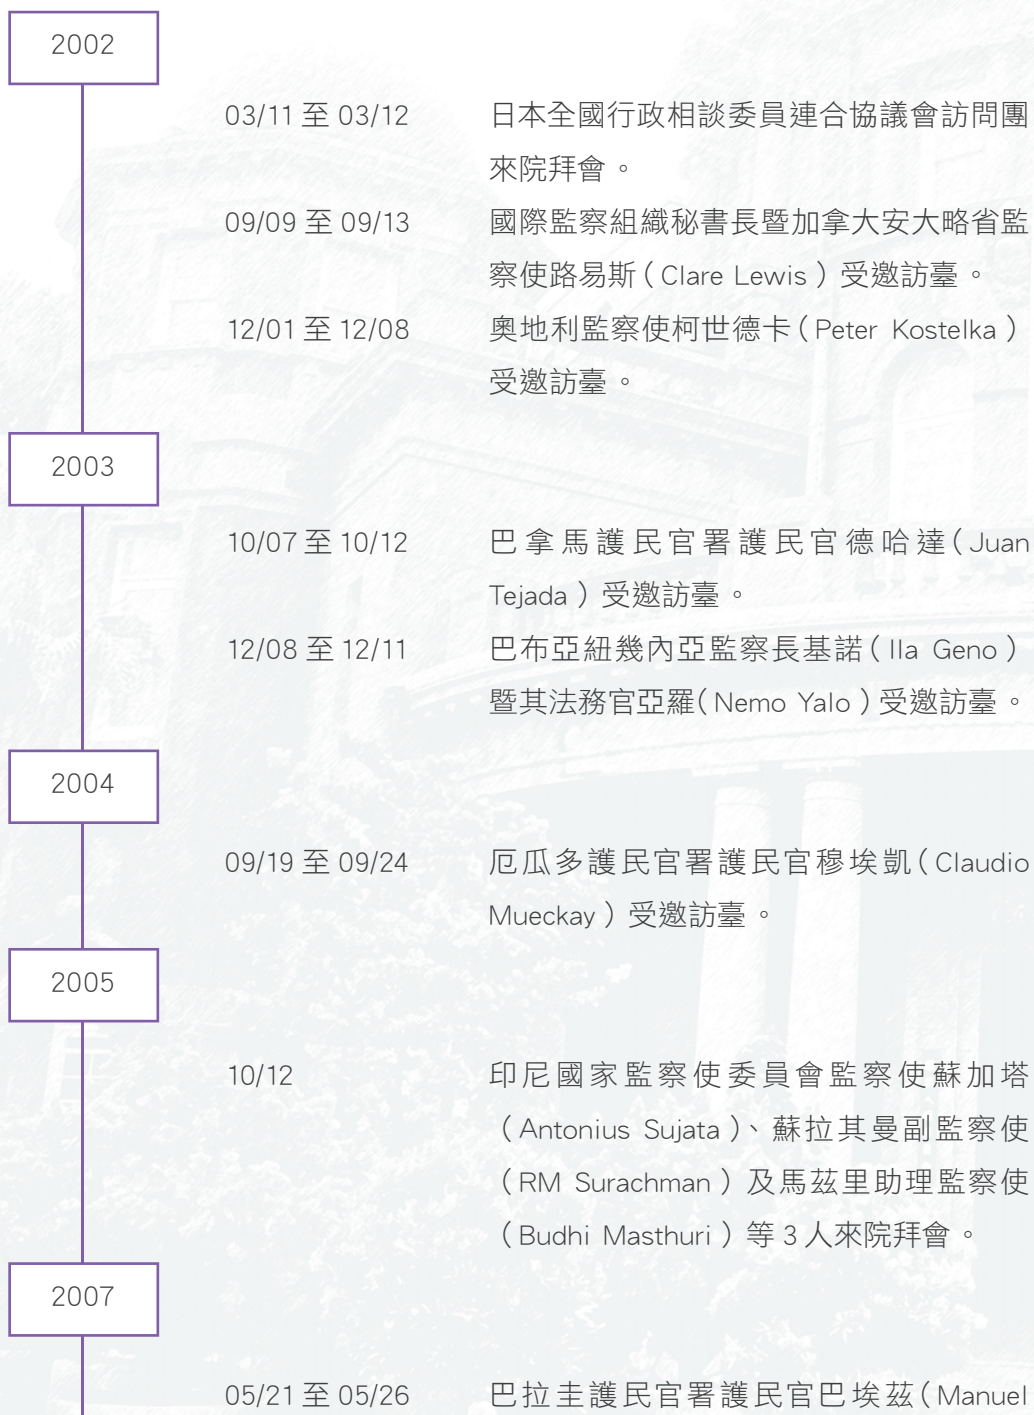 2002
03/11 至 03/12 日本全國行政相談委員連合協議會訪問團
來院拜會。
09/09 至 09/13 國際監察組織秘書長暨加拿大安大略省監
察使路易斯（Clare Lewis）受邀訪臺。
12/01 至 12/08 奧地利監察使柯世德卡（Peter Kostelka）
受邀訪臺。
2003
10/07 至 10/12 巴拿馬護民官署護民官德哈達（Juan
Tejada）受邀訪臺。
12/08 至 12/11 巴布亞紐幾內亞監察長基諾（Ila Geno）
暨其法務官亞羅（Nemo Yalo）受邀訪臺。
2004
09/19 至 09/24 厄瓜多護民官署護民官穆埃凱（Claudio
Mueckay）受邀訪臺。
2005
10/12 印尼國家監察使委員會監察使蘇加塔
（Antonius Sujata）、蘇拉其曼副監察使
（RM Surachman）及馬茲里助理監察使
（Budhi Masthuri）等 3 人來院拜會。
2007
05/21 至 05/26 巴拉圭護民官署護民官巴埃茲（Manuel